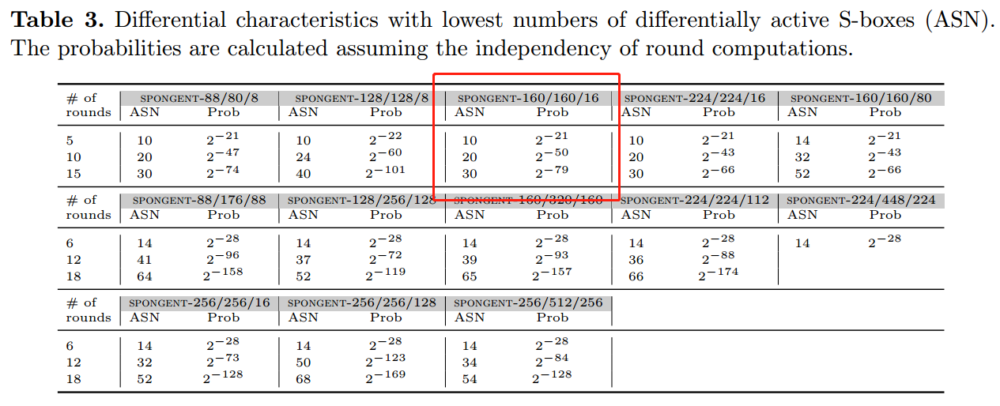 Table 3. Differential characteristics with lowest numbers of differentially active S-boxes (ASN).
The probabilities are calculated assuming the independency of round computations.
# of SPONGENT-88/80/8 SPONGENT-128/128/8 SPONGENT-160/160/16 SPONGENT-224/224/16 SPONGENT-160/160/80
rounds ASN Prob ASN Prob ASN Prob ASN Prob ASN Prob
5 10 2^−21 10 2^−22 10 2^−21 10 2^−21 14 2^−21
10 20 2^−47 24 2^−60 20 2^−50 20 2^−43 32 2^−43
15 30 2^−74 40 2^−101 30 2^−79 30 2^−66 52 2^−66
# of SPONGENT-88/176/88 SPONGENT-128/256/128 SPONGENT-160/320/160 SPONGENT-224/224/112 SPONGENT-224/448/224
rounds ASN Prob ASN Prob ASN Prob ASN Prob ASN Prob
6 14 2^−28 14 2^−28 14 2^−28 14 2^−28 14 2^−28
12 41 2^−96 37 2^−72 39 2^−93 36 2^−88
18 64 2^−158 52 2^−119 65 2^−157 66 2^−174
# of SPONGENT-256/256/16 SPONGENT-256/256/128 SPONGENT-256/512/256
rounds ASN Prob ASN Prob ASN Prob
6 14 2^−28 14 2^−28 14 2^−28
12 32 2^−73 50 2^−123 34 2^−84
18 52 2^−128 68 2^−169 54 2^−128